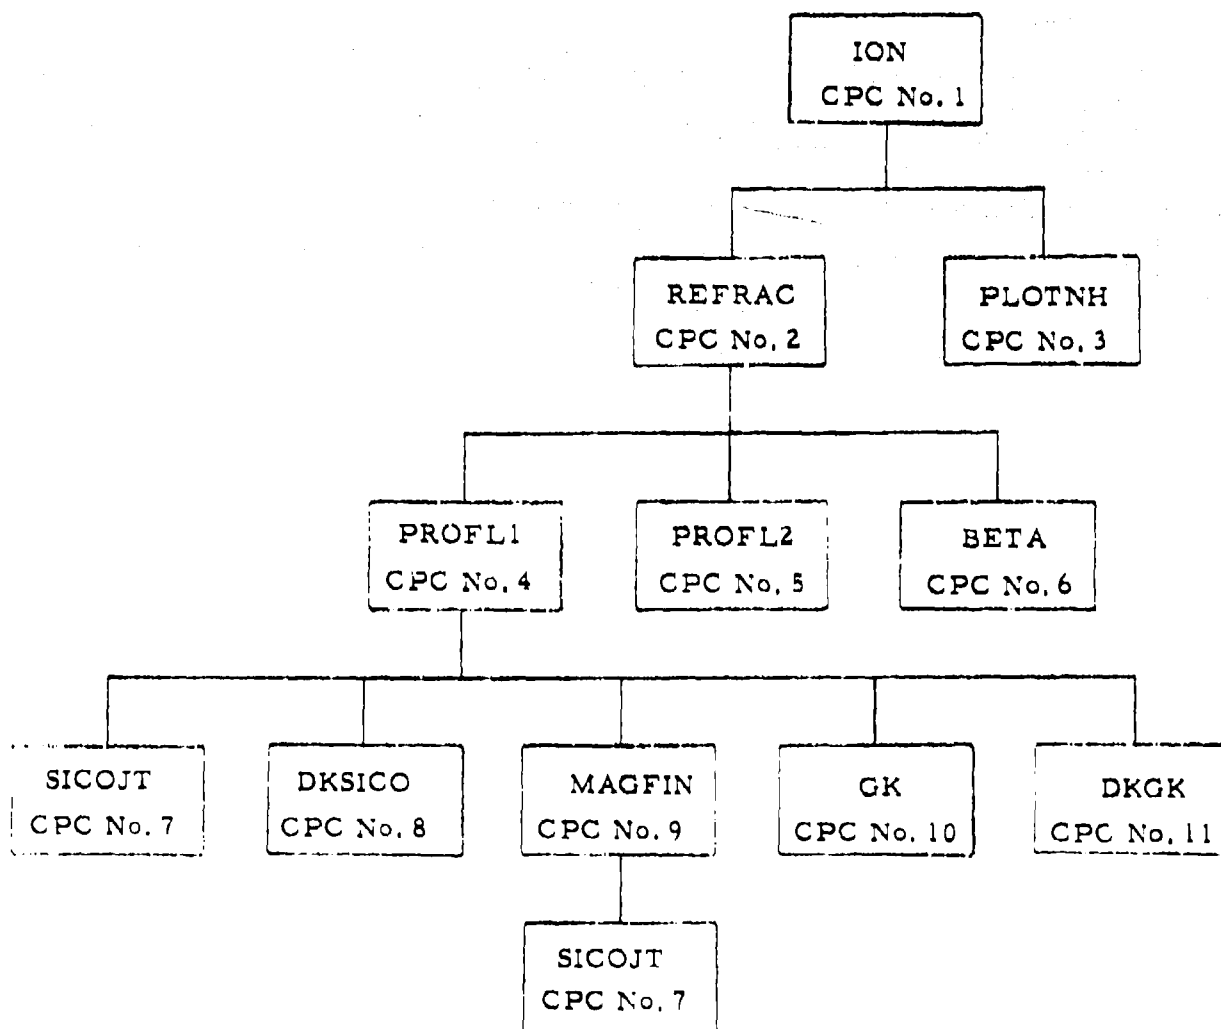 ION
CPC No. 1
REFRAC
CPC No. 2
PLOTNH
CPC No. 3
PROFL1
CPC No. 4
PROFL2
CPC No. 5
BETA
CPC No. 6
SICOJT
CPC No. 7
DKSICO
CPC No. 8
MAGFIN
CPC No. 9
GK
CPC No. 10
DKGK
CPC No. 11
SICOJT
CPC No. 7